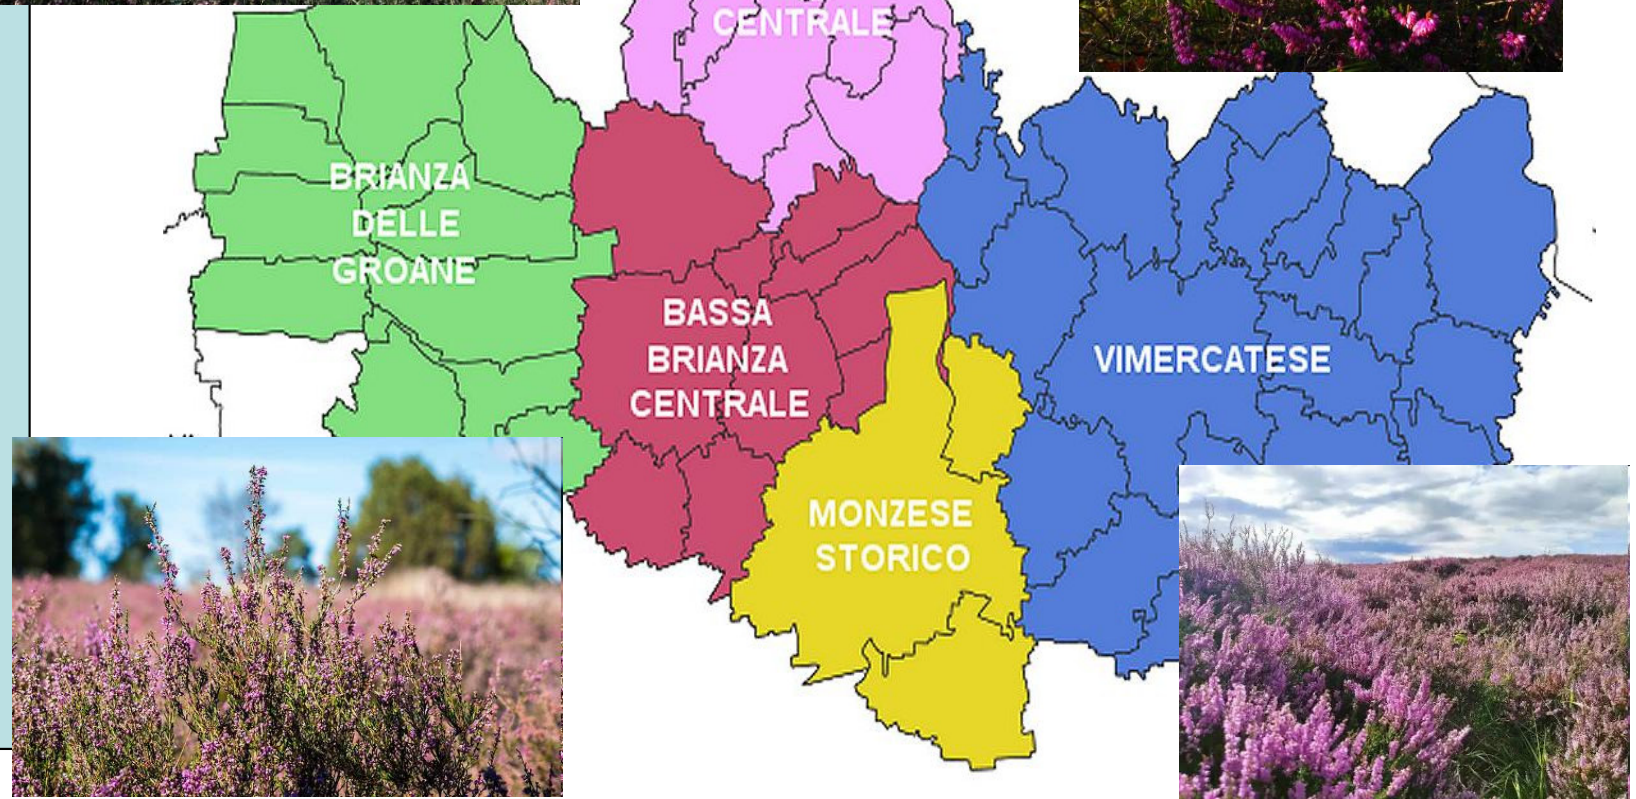 CENTRALE
BRIANZA
DELLE
GROANE
BASSA
BRIANZA
CENTRALE
VIMERCATESE
MONZESE
STORICO